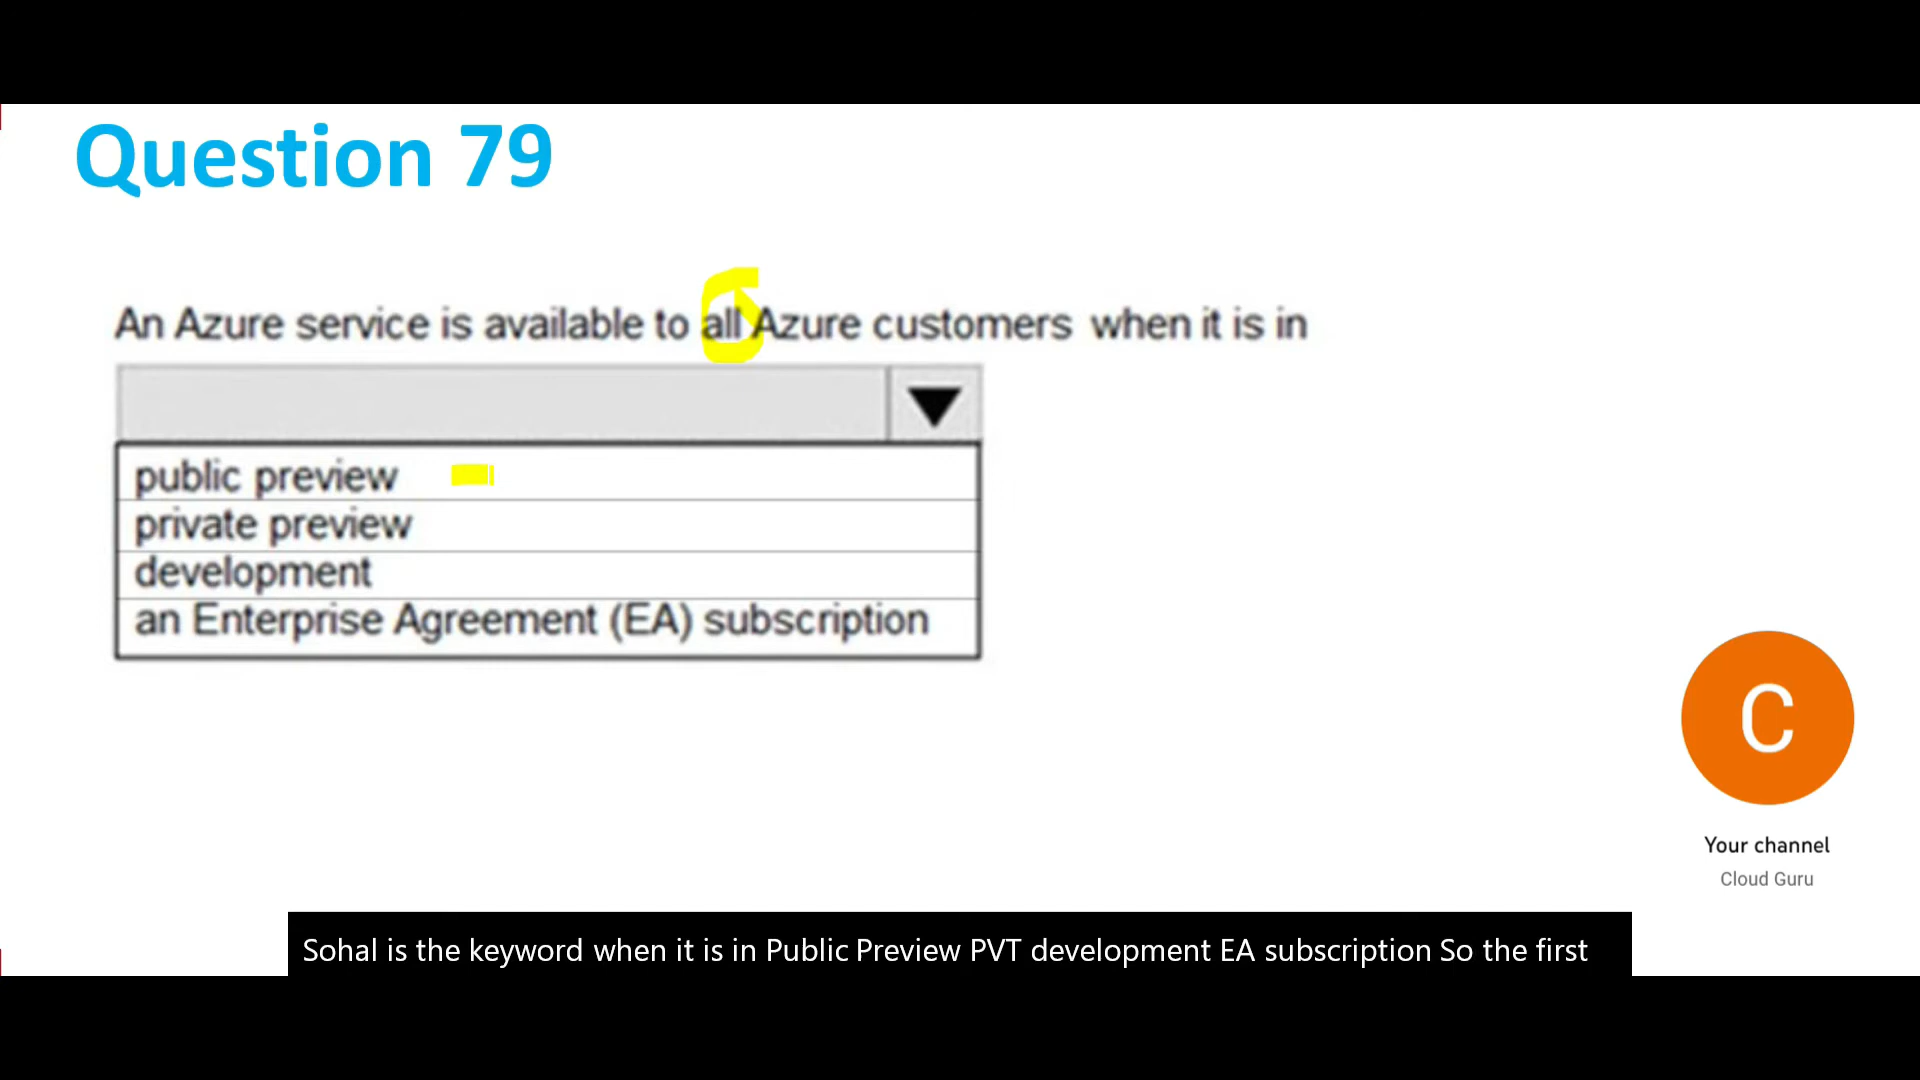 Question 79
An Azure service is available to all Azure customers when it is in
public preview
private preview
development
an Enterprise Agreement (EA) subscription
C
Your channel
Cloud Guru
Sohal is the keyword when it is in Public Preview PVT development EA subscription So the first